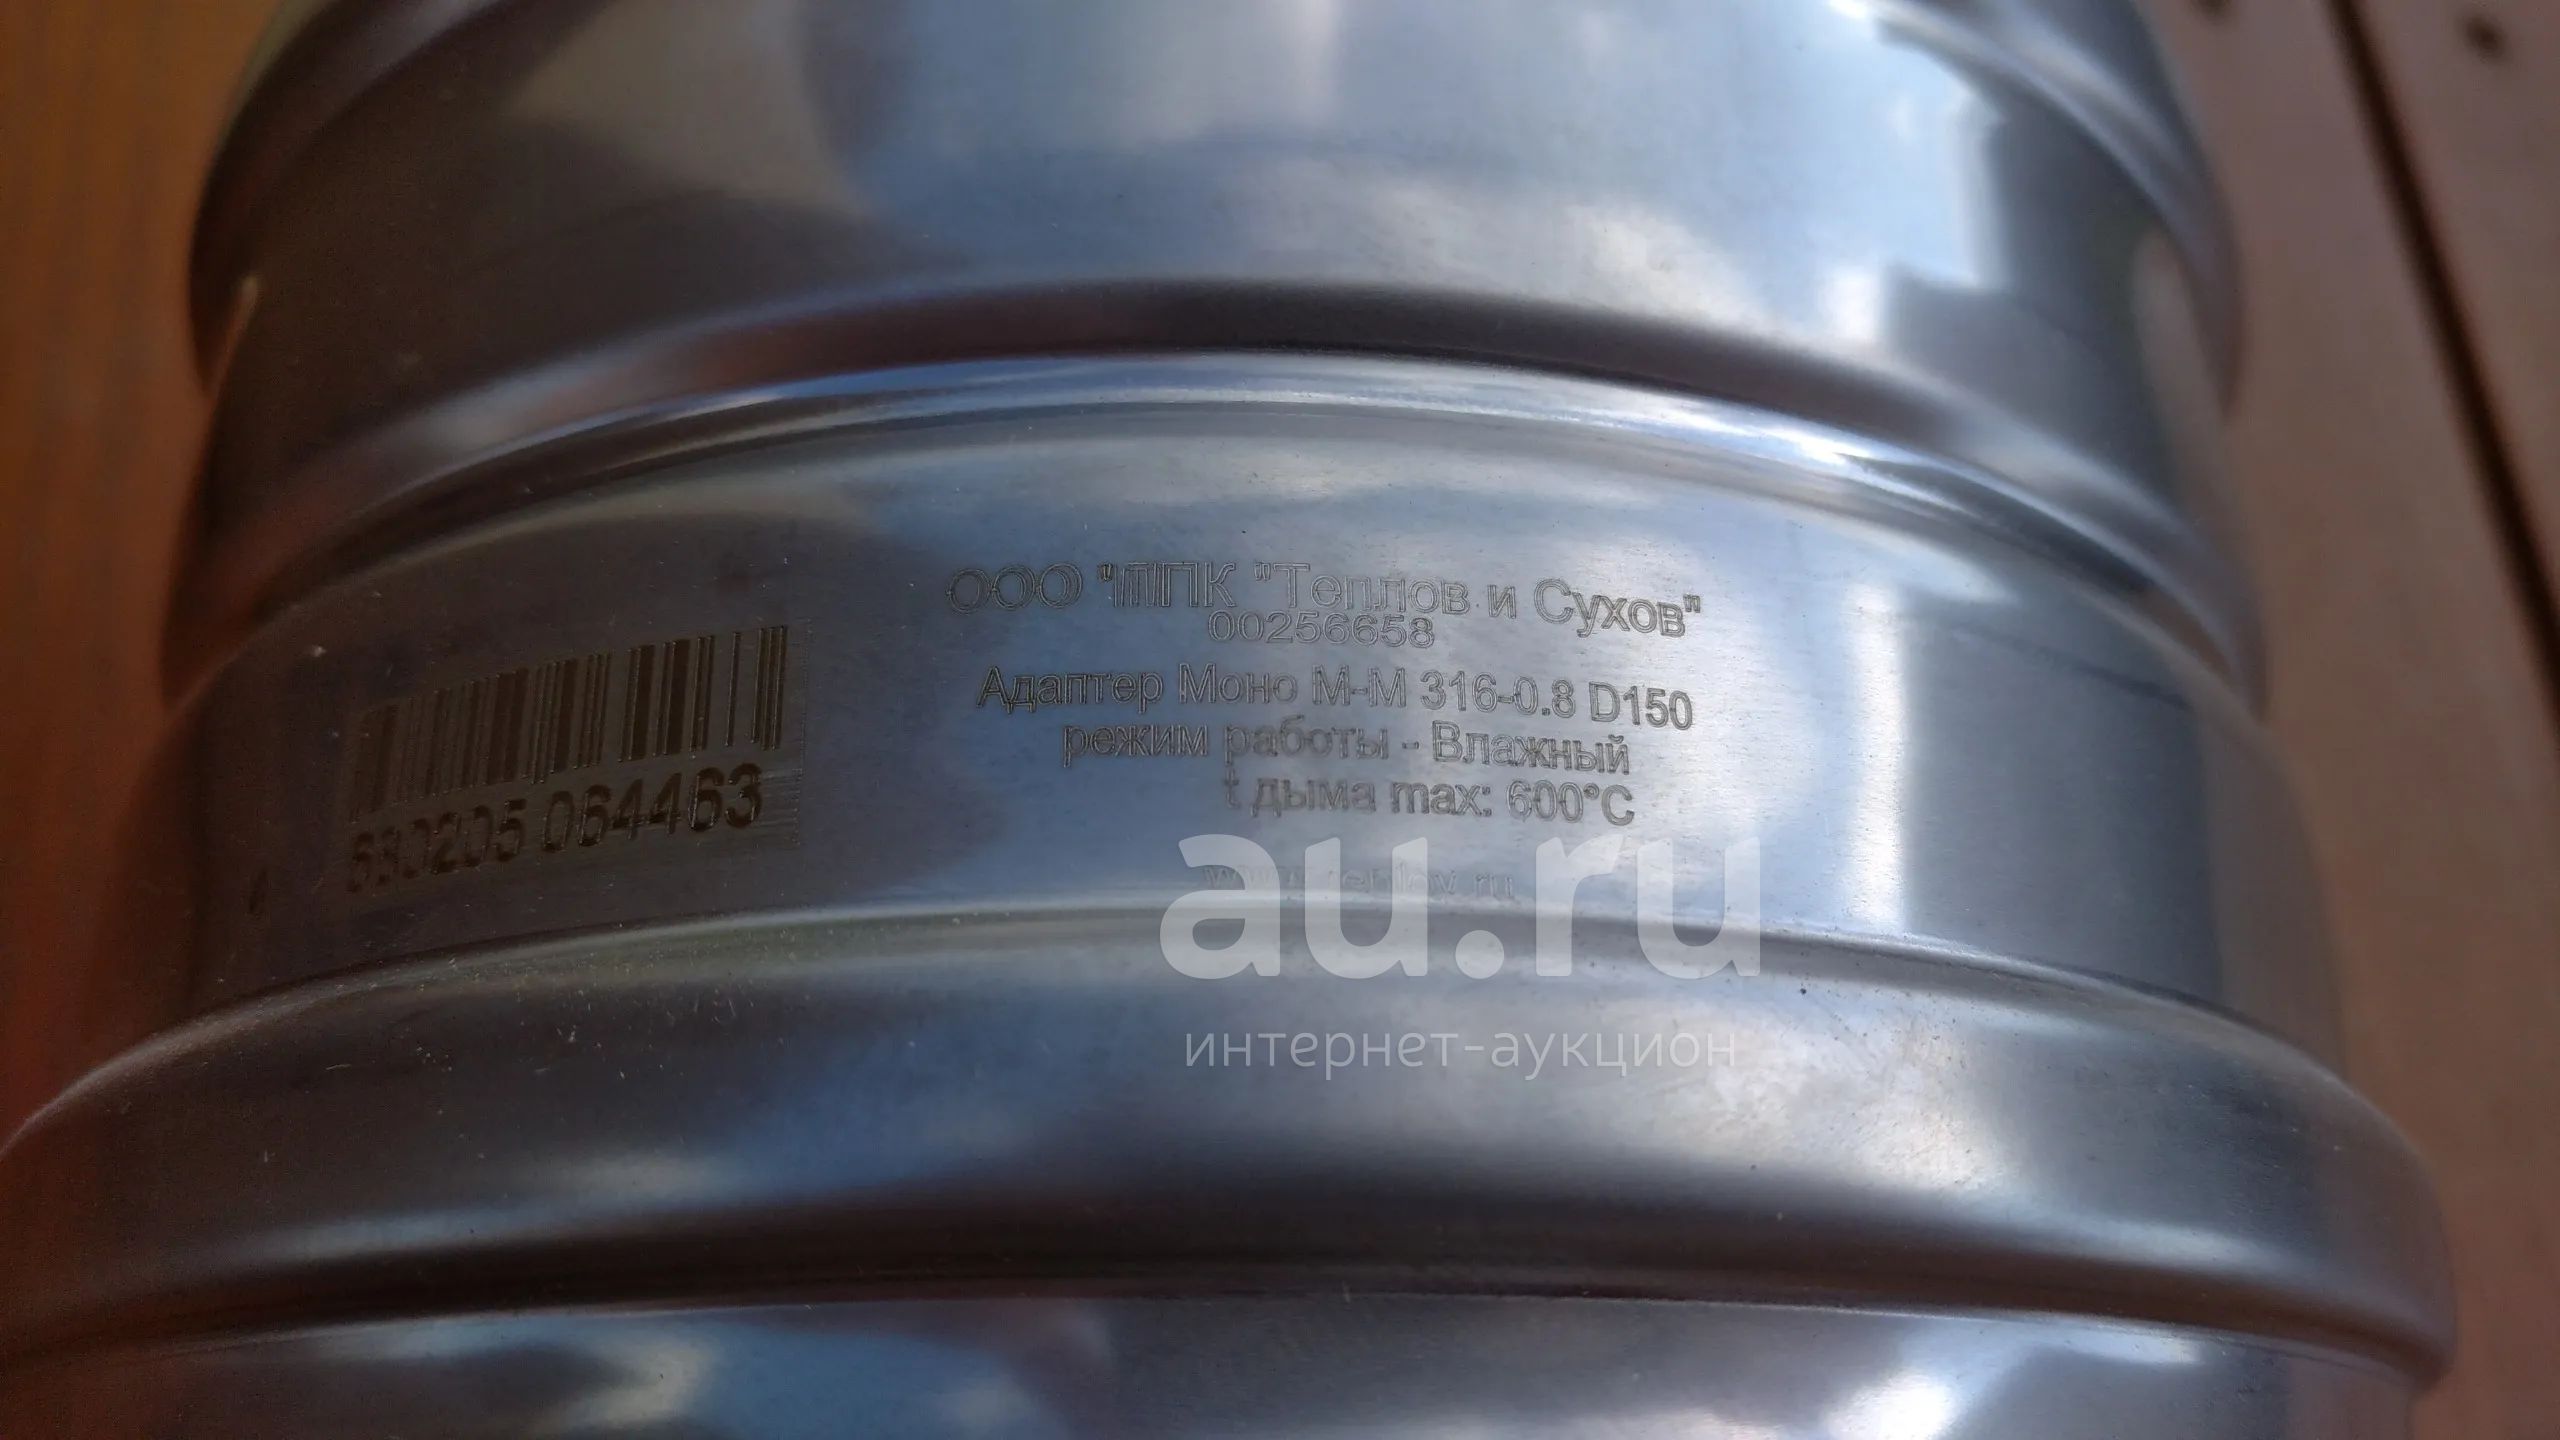 ООО "ППК "Теплов и Сухов"
00256658
Адаптер Моно М-М 316-0.8 D150
режим работы - Влажный
t дыма max: 600°C
680205 064463
au.ru
интернет-аукцион